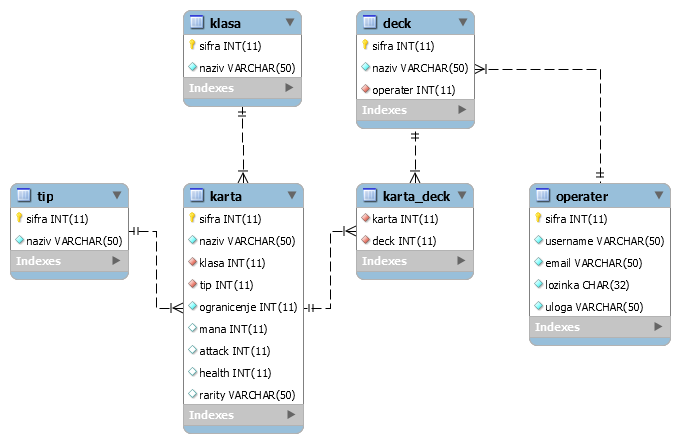 klasa
sifra INT(11)
naziv VARCHAR(50)
Indexes
deck
sifra INT(11)
naziv VARCHAR(50)
operater INT(11)
Indexes
tip
sifra INT(11)
naziv VARCHAR(50)
Indexes
karta
sifra INT(11)
naziv VARCHAR(50)
klasa INT(11)
tip INT(11)
ogranicenje INT(11)
mana INT(11)
attack INT(11)
health INT(11)
rarity VARCHAR(50)
Indexes
karta_deck
karta INT(11)
deck INT(11)
Indexes
operater
sifra INT(11)
username VARCHAR(50)
email VARCHAR(50)
lozinka CHAR(32)
uloga VARCHAR(50)
Indexes